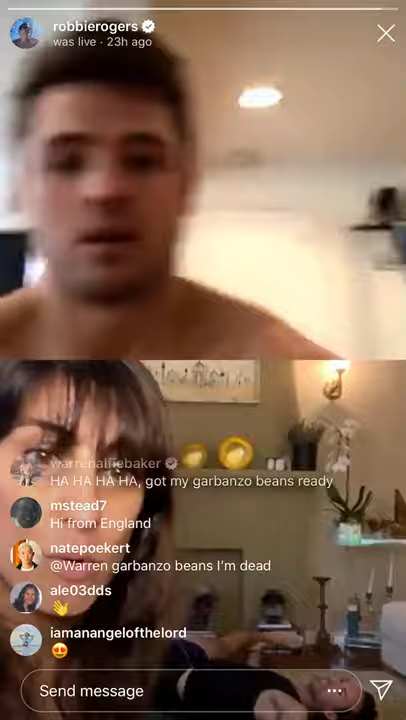 robbierogers
was live · 23h ago
warrenalfiebaker
HA HA HA HA, got my garbanzo beans ready
mstead7
Hi from England
natepoekert
@Warren garbanzo beans I'm dead
ale03dds
👋
iamanangelofthelord
😍
Send message